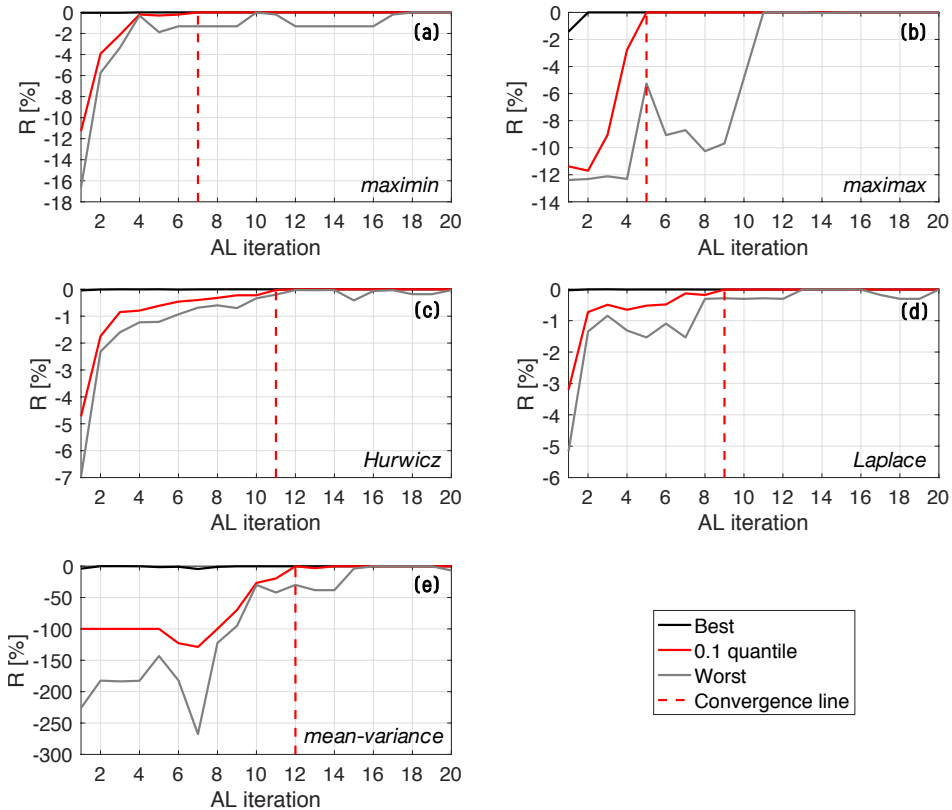 0
-2
-4
-6
-8
-10
-12
-14
-16
-18
R [%]
(a)
maximin
2 4 6 8 10 12 14 16 18 20
AL iteration
0
-2
-4
-6
-8
-10
-12
-14
R [%]
(b)
maximax
2 4 6 8 10 12 14 16 18 20
AL iteration
0
-1
-2
-3
-4
-5
-6
-7
R [%]
(c)
Hurwicz
2 4 6 8 10 12 14 16 18 20
AL iteration
0
-1
-2
-3
-4
-5
-6
R [%]
(d)
Laplace
2 4 6 8 10 12 14 16 18 20
AL iteration
0
-50
-100
-150
-200
-250
-300
R [%]
(e)
mean-variance
2 4 6 8 10 12 14 16 18 20
AL iteration
Best
0.1 quantile
Worst
Convergence line